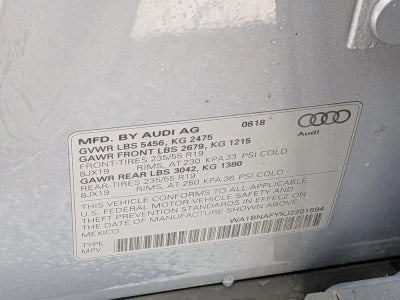 MFD. BY AUDI AG 0618
GVWR LBS 5456, KG 2475
GAWR FRONT LBS 2679, KG 1215
FRONT-TIRES 235/55 R19
8JX19 RIMS, AT 230 KPA 33 PSI COLD
GAWR REAR LBS 3042, KG 1380
REAR-TIRES 235/55 R19
8JX19 RIMS, AT 250 KPA 36 PSI COLD
THIS VEHICLE CONFORMS TO ALL APPLICABLE
U.S. FEDERAL MOTOR VEHICLE SAFETY AND
THEFT PREVENTION STANDARDS IN EFFECT ON
THE DATE OF MANUFACTURE SHOWN ABOVE.
MEXICO
WA1BNAFYXJ2201594
TYPE:
MPV
Audi